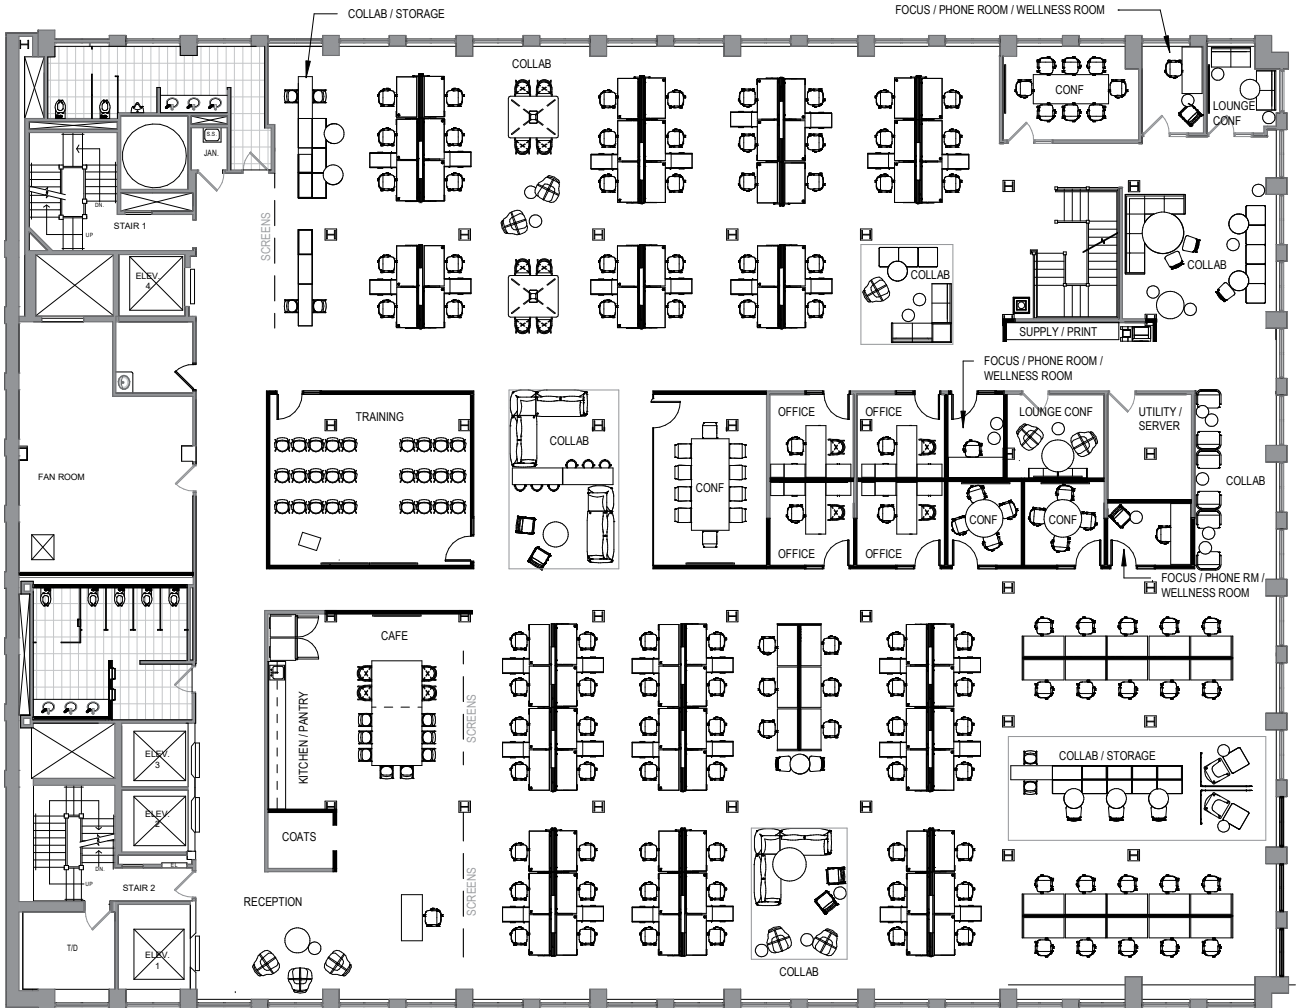 COLLAB / STORAGE
FOCUS / PHONE ROOM / WELLNESS ROOM
COLLAB
CONF
LOUNGE
CONF
S.S.
JAN.
DN.
STAIR 1
UP
SCREENS
ELEV.
4
COLLAB
COLLAB
SUPPLY / PRINT
FOCUS / PHONE ROOM /
WELLNESS ROOM
TRAINING
COLLAB
OFFICE
OFFICE
LOUNGE CONF
UTILITY /
SERVER
FAN ROOM
CONF
COLLAB
CONF
CONF
OFFICE
OFFICE
FOCUS / PHONE RM /
WELLNESS ROOM
CAFE
KITCHEN / PANTRY
SCREENS
ELEV.
3
COLLAB / STORAGE
ELEV.
2
COATS
DN.
EL.
UP
STAIR 2
SCREENS
RECEPTION
T/D
ELEV.
1
COLLAB